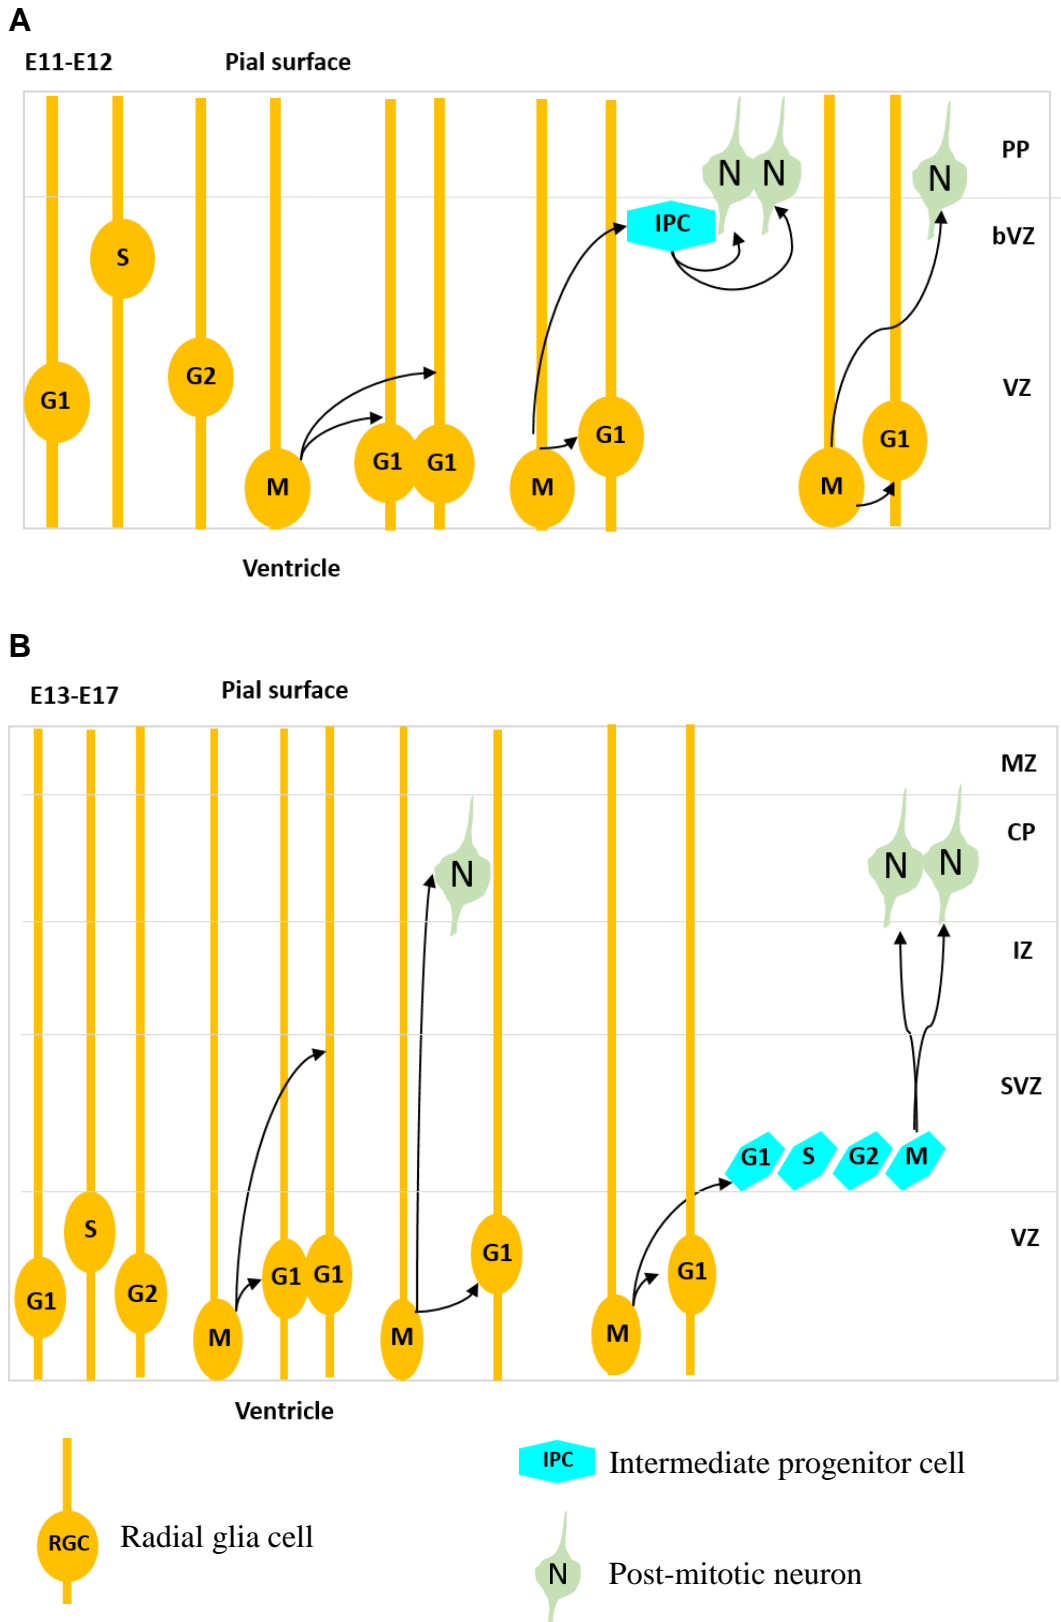 A
E11-E12 Pial surface
N N N PP
IPC bVZ
S
G2 VZ
G1
G1 G1
G1 G1
M M M
Ventricle
B
E13-E17 Pial surface
MZ
CP
N N N
IZ
SVZ
G1 S G2 M
S VZ
G1 G2 G1 G1 G1 G1
M M M
Ventricle
IPC Intermediate progenitor cell
RGC Radial glia cell
N Post-mitotic neuron